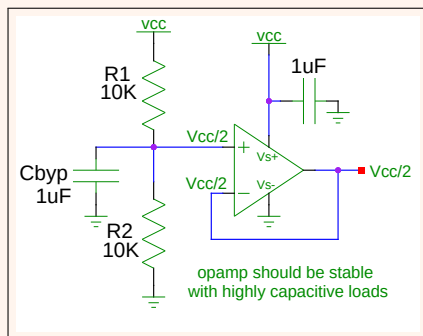 vcc
vcc
R1
10K
1uF
Vcc/2
+
Vs+
Cbyp
1uF
Vcc/2
−
Vs-
Vcc/2
R2
10K
opamp should be stable
with highly capacitive loads